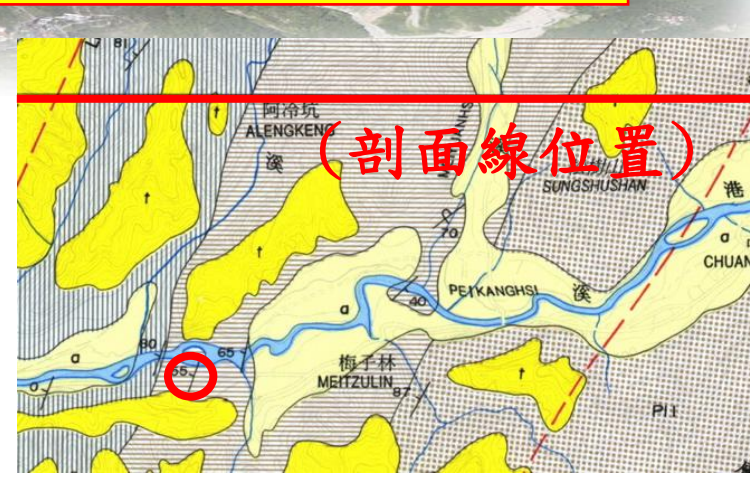 81
阿冷坑
ALENGKENG
t
溪
(剖面線位置)
SUNGSHUSHAN
港
t
70
t
a
CHUAN
PEIKANGHSI
溪
40
a
80
65
a
55
梅子林
MEITZULIN
87
t
PII